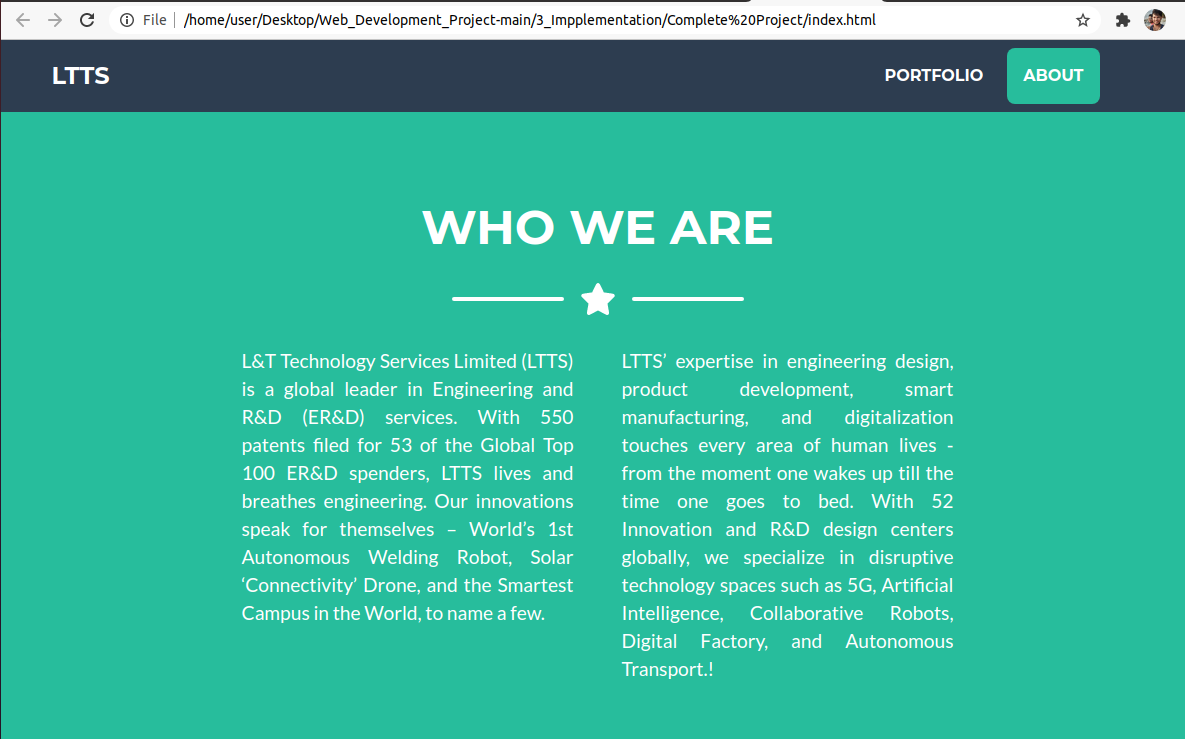 File
/home/user/Desktop/Web_Development_Project-main/3_Impplementation/Complete%20Project/index.html
LTTS
PORTFOLIO
ABOUT
WHO WE ARE
L&T Technology Services Limited (LTTS)
is a global leader in Engineering and
R&D (ER&D) services. With 550
patents filed for 53 of the Global Top
100 ER&D spenders, LTTS lives and
breathes engineering. Our innovations
speak for themselves – World’s 1st
Autonomous Welding Robot, Solar
‘Connectivity’ Drone, and the Smartest
Campus in the World, to name a few.
LTTS’ expertise in engineering design,
product development, smart
manufacturing, and digitalization
touches every area of human lives -
from the moment one wakes up till the
time one goes to bed. With 52
Innovation and R&D design centers
globally, we specialize in disruptive
technology spaces such as 5G, Artificial
Intelligence, Collaborative Robots,
Digital Factory, and Autonomous
Transport.!